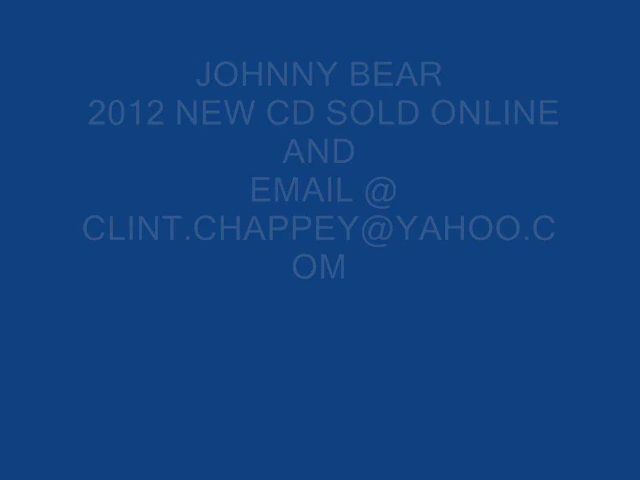 JOHNNY BEAR
2012 NEW CD SOLD ONLINE
AND
EMAIL @
CLINT.CHAPPEY@YAHOO.C
OM